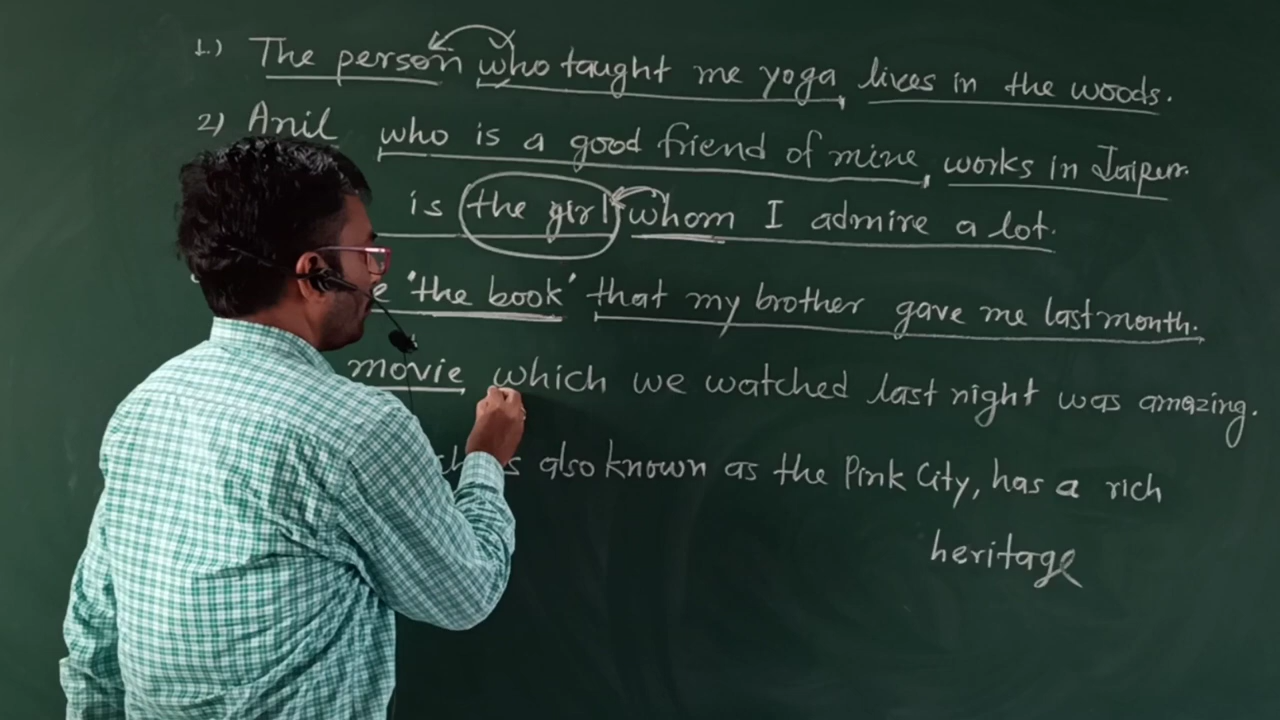 1.) The person who taught me yoga, lives in the woods.
2) Anil who is a good friend of mine, works in Jaipur.
is the girl whom I admire a lot.
'the book' that my brother gave me last month.
movie which we watched last night was amazing.
also known as the Pink City, has a rich
heritage